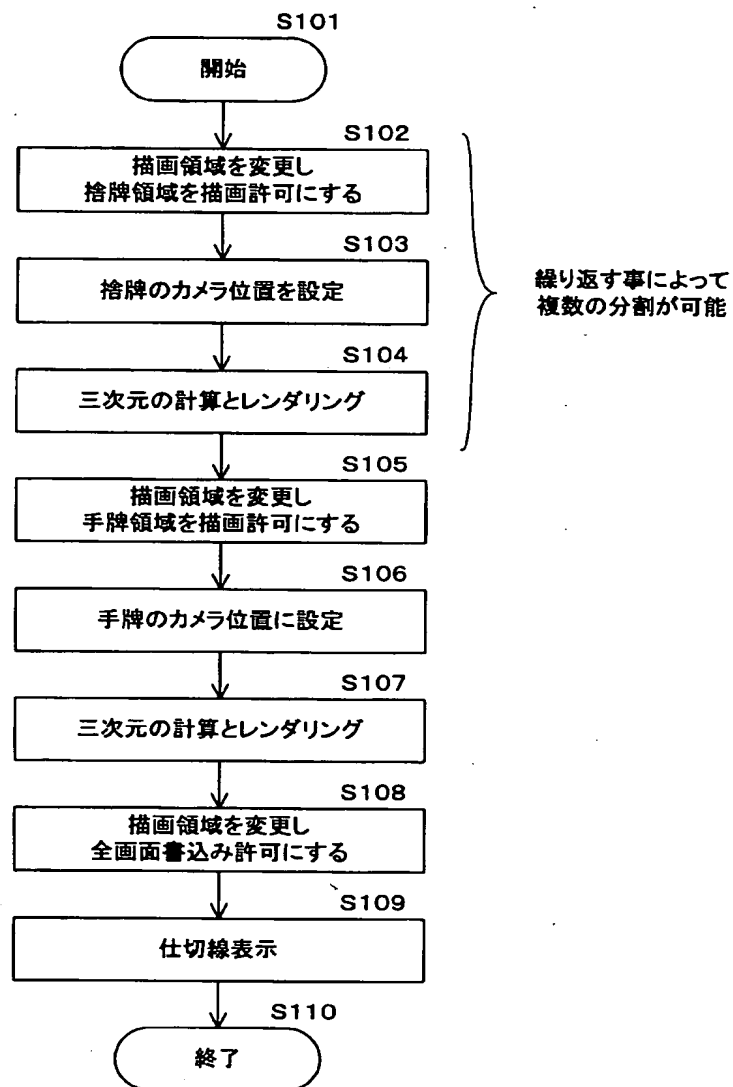 S101
開始
S102
描画領域を変更し
捨牌領域を描画許可にする
S103
捨牌のカメラ位置を設定
繰り返す事によって
複数の分割が可能
S104
三次元の計算とレンダリング
S105
描画領域を変更し
手牌領域を描画許可にする
S106
手牌のカメラ位置に設定
S107
三次元の計算とレンダリング
S108
描画領域を変更し
全画面書込み許可にする
S109
仕切線表示
S110
終了